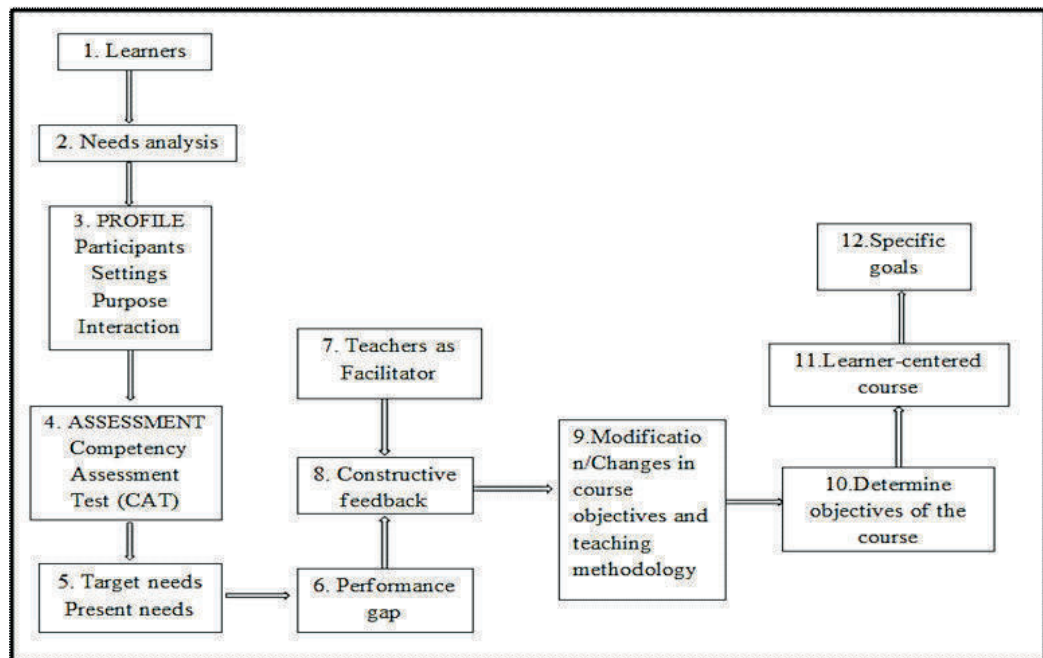 1. Learners
2. Needs analysis
3. PROFILE
Participants
Settings
Purpose
Interaction
4. ASSESSMENT
Competency
Assessment
Test (CAT)
5. Target needs
Present needs
6. Performance
gap
7. Teachers as
Facilitator
8. Constructive
feedback
9.Modificatio
n/Changes in
course
objectives and
teaching
methodology
10.Determine
objectives of the
course
11.Learner-centered
course
12.Specific
goals